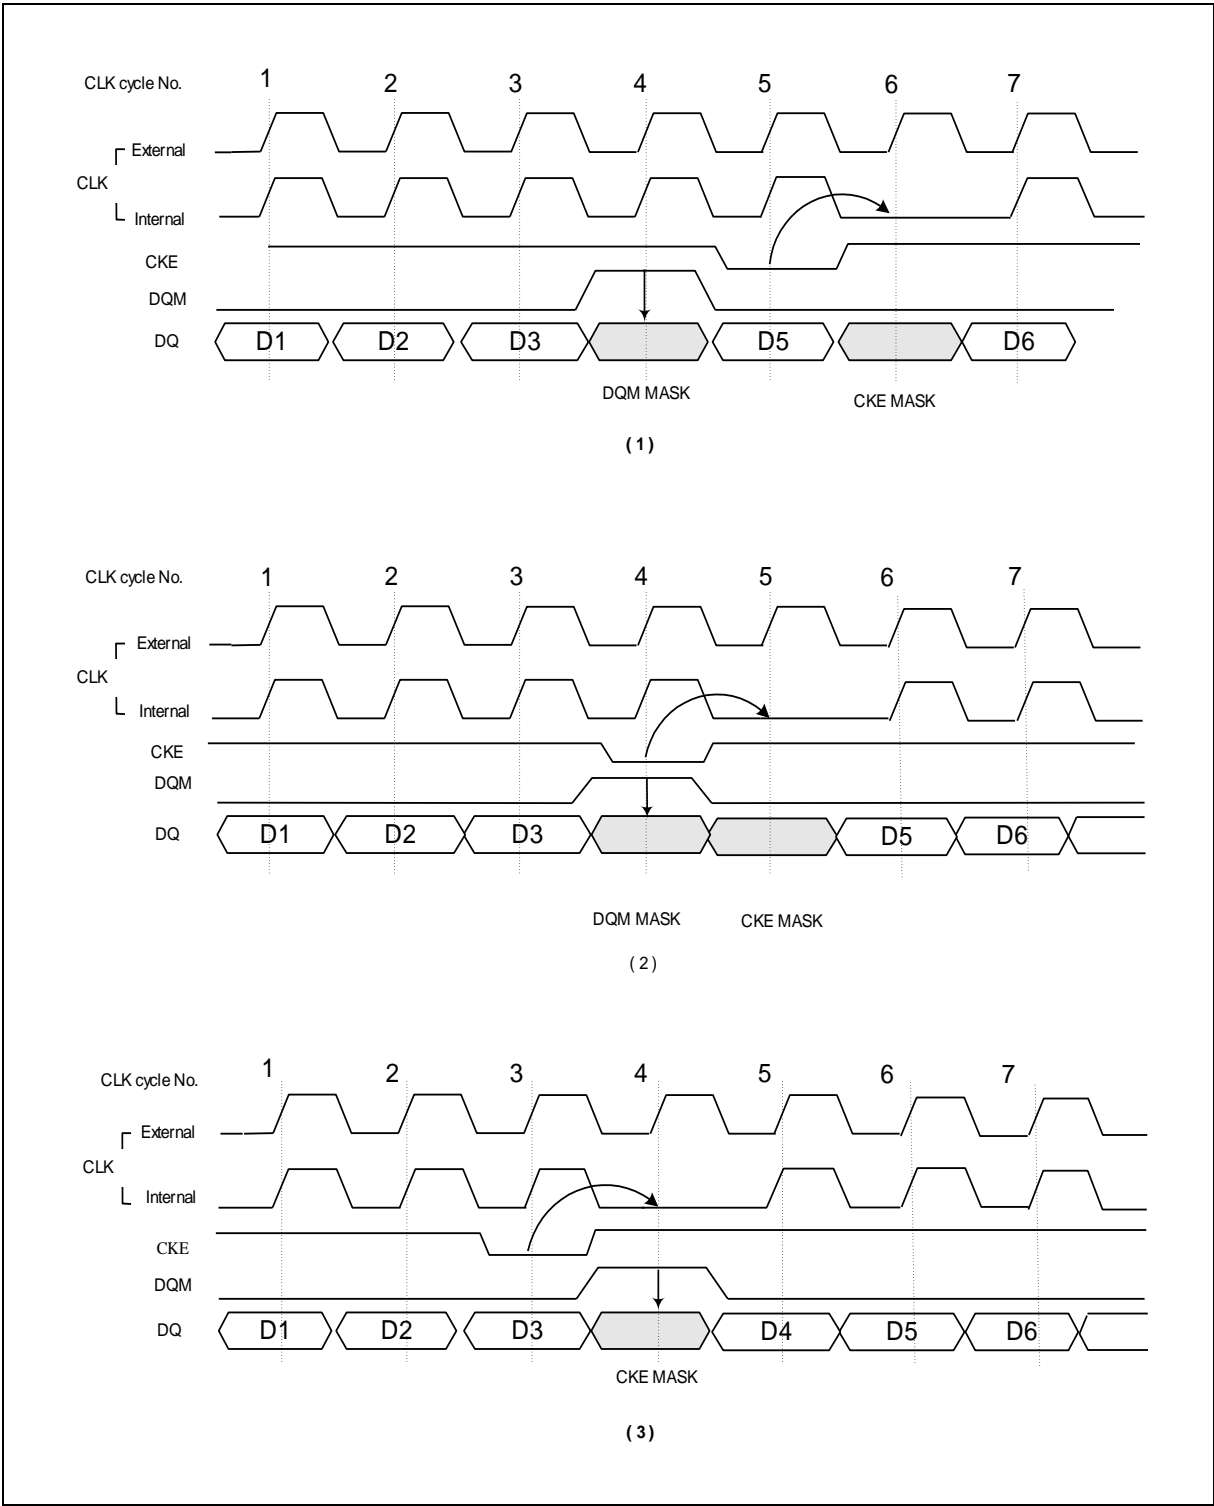 CLK cycle No. 1 2 3 4 5 6 7
External
CLK
Internal
CKE
DQM
DQ D1 D2 D3 D5 D6
DQM MASK CKE MASK
( 1 )
CLK cycle No. 1 2 3 4 5 6 7
External
CLK
Internal
CKE
DQM
DQ D1 D2 D3 D5 D6
DQM MASK CKE MASK
( 2 )
CLK cycle No. 1 2 3 4 5 6 7
External
CLK
Internal
CKE
DQM
DQ D1 D2 D3 D4 D5 D6
CKE MASK
( 3 )